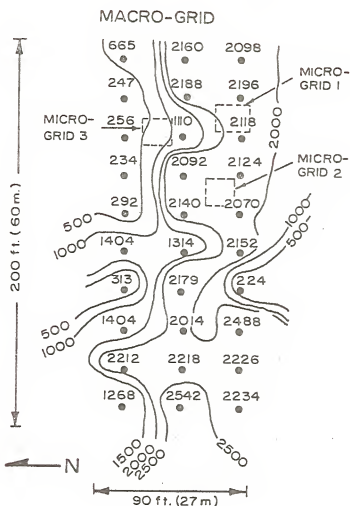 MACRO-GRID
665 2160 2098
247 2188 2196
MICRO-
GRID 1
256 1110 2118
MICRO-
GRID 3
2000
234 2092 2124
MICRO-
GRID 2
292 2140 2070
500
1000
1000
500
1404 1314 2152
313 2179 224
500
1000
1404 2014 2488
2212 2218 2226
1268 2542 2234
1500
2000
2500
2500
200 ft. (60m.)
N
90 ft. (27m)